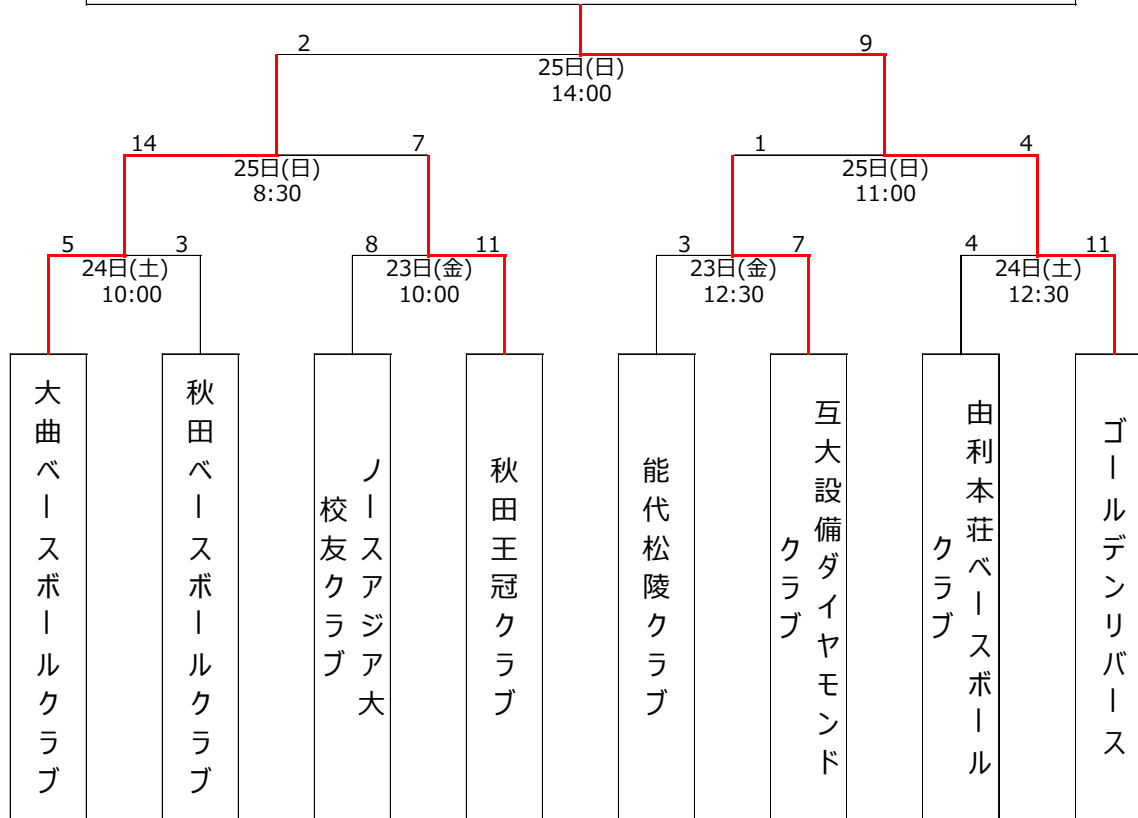 2
9
25日(日)
14:00
14
7
1
4
25日(日)
8:30
25日(日)
11:00
5
3
8
11
3
7
4
11
24日(土)
10:00
23日(金)
10:00
23日(金)
12:30
24日(土)
12:30
大曲ベースボールクラブ
秋田ベースボールクラブ
ノースアジア大
校友クラブ
秋田王冠クラブ
能代松陵クラブ
互大設備ダイヤモンド
クラブ
由利本荘ベースボール
クラブ
ゴールデンリバース